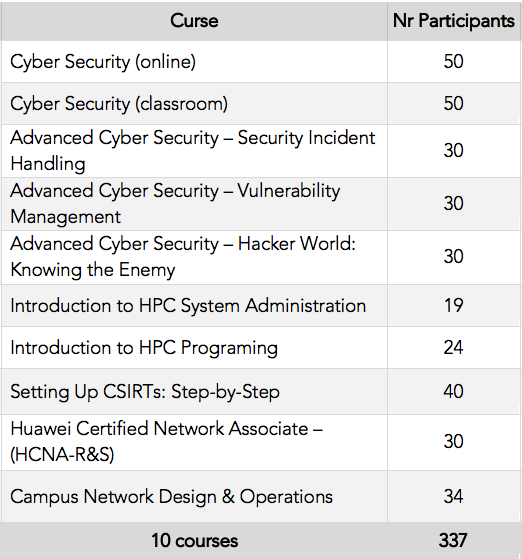 Curse Nr Participants
Cyber Security (online) 50
Cyber Security (classroom) 50
Advanced Cyber Security – Security Incident
Handling 30
Advanced Cyber Security – Vulnerability
Management 30
Advanced Cyber Security – Hacker World:
Knowing the Enemy 30
Introduction to HPC System Administration 19
Introduction to HPC Programing 24
Setting Up CSIRTs: Step-by-Step 40
Huawei Certified Network Associate –
(HCNA-R&S) 30
Campus Network Design & Operations 34
10 courses 337